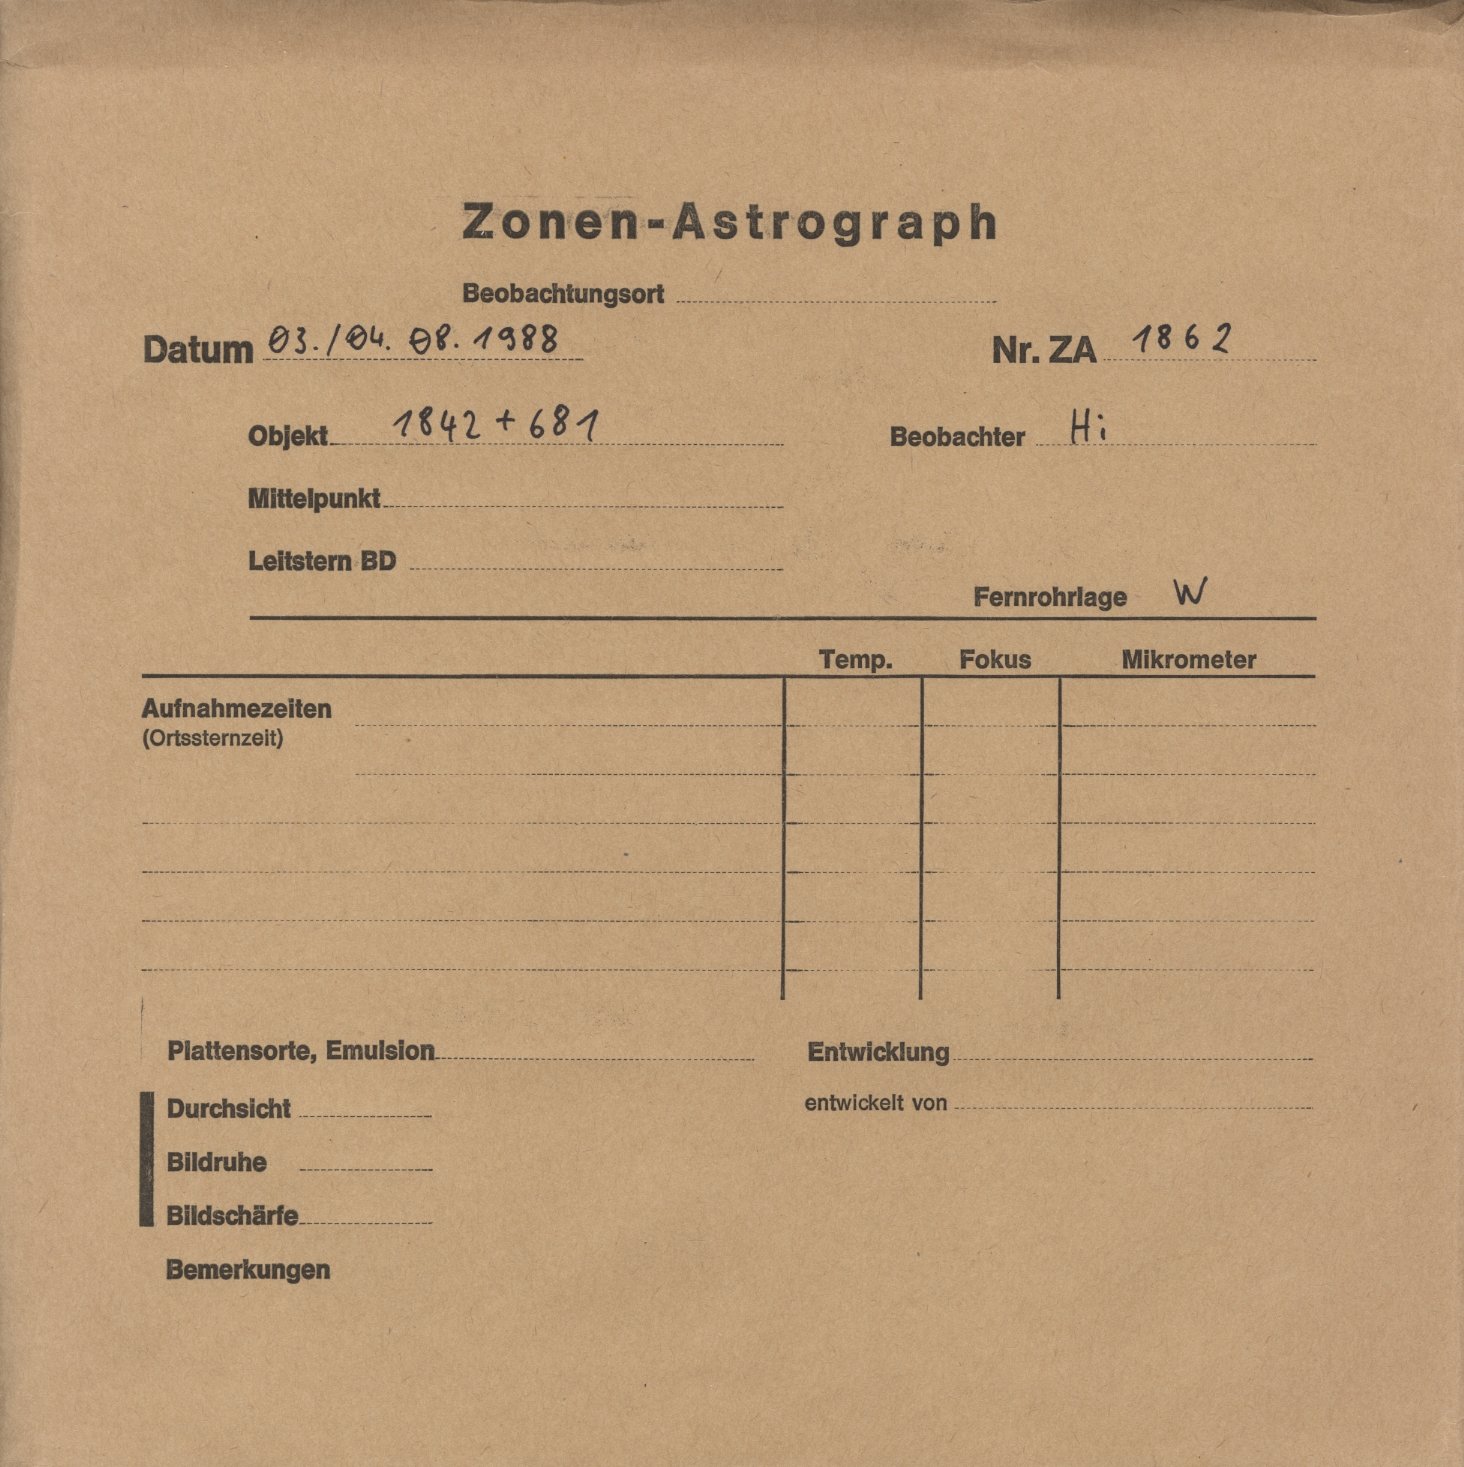 Zonen-Astrograph
Beobachtungsort
Datum 03./04. 08. 1988 Nr. ZA 1862
Objekt 1842 + 681 Beobachter Hi
Mittelpunkt
Leitstern BD
Fernrohrlage W
Temp. Fokus Mikrometer
Aufnahmezeiten
(Ortssternzeit)
Plattensorte, Emulsion Entwicklung
Durchsicht entwickelt von
Bildruhe
Bildschärfe
Bemerkungen